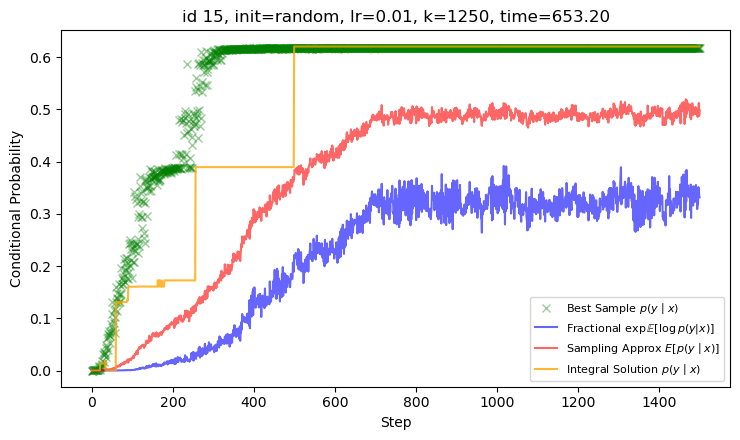 id 15, init=random, lr=0.01, k=1250, time=653.20
Conditional Probability
0.6
0.5
0.4
0.3
0.2
0.1
0.0
Best Sample p(y | x)
Fractional exp𝔼[log p(y|x)]
Sampling Approx E[p(y | x)]
Integral Solution p(y | x)
0
200
400
600
800
1000
1200
1400
Step